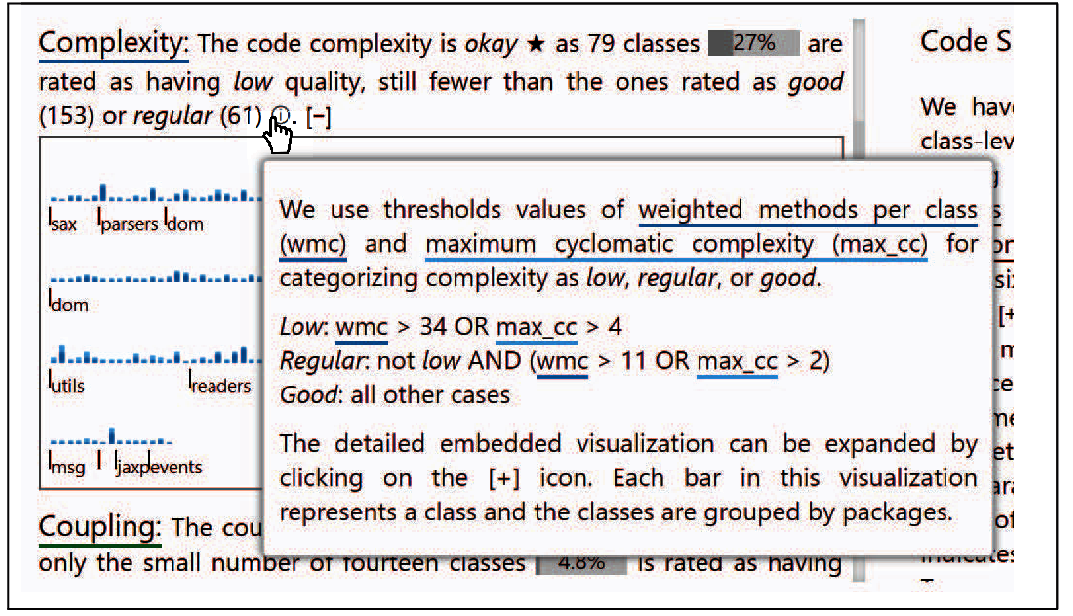 Complexity: The code complexity is okay ★ as 79 classes 27% are
rated as having low quality, still fewer than the ones rated as good
(153) or regular (61) ⓘ. [–]
sax parsers dom
dom
utils readers
msg jaxp events
We use thresholds values of weighted methods per class
(wmc) and maximum cyclomatic complexity (max_cc) for
categorizing complexity as low, regular, or good.
Low: wmc > 34 OR max_cc > 4
Regular: not low AND (wmc > 11 OR max_cc > 2)
Good: all other cases
The detailed embedded visualization can be expanded by
clicking on the [+] icon. Each bar in this visualization
represents a class and the classes are grouped by packages.
Coupling: The cou
only the small number of fourteen classes 4.8% is rated as having
Code S
We hav
class-lev